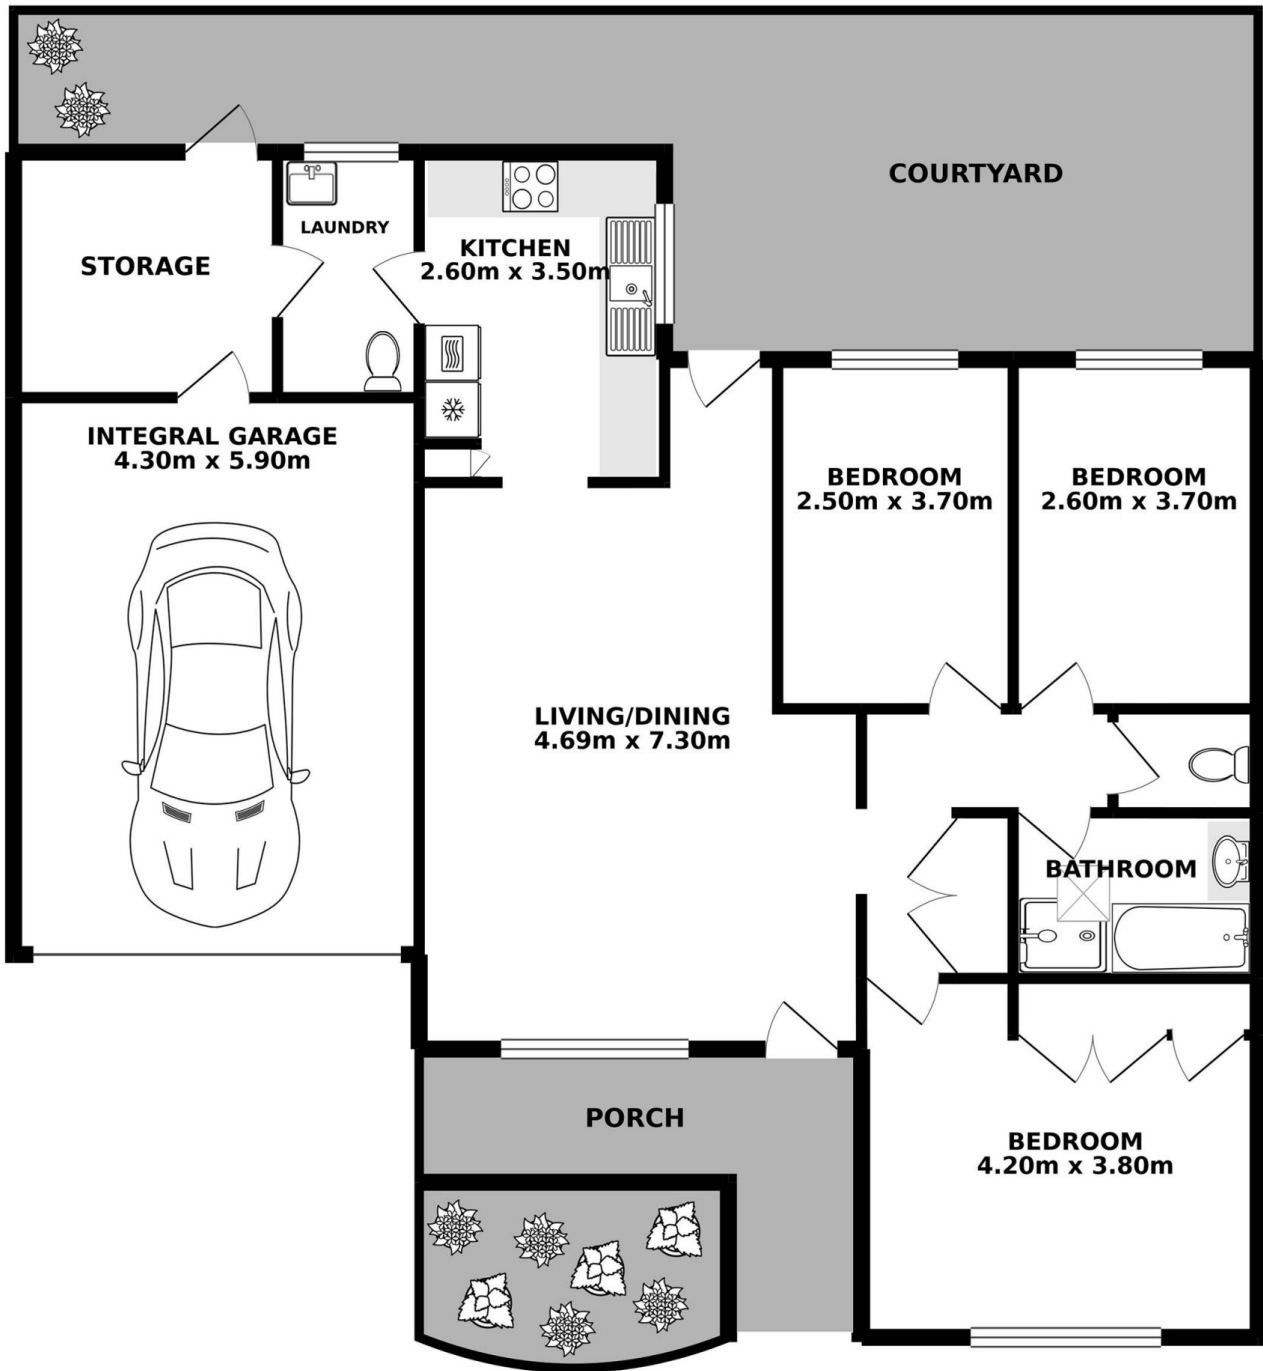 COURTYARD
LAUNDRY
KITCHEN
2.60m x 3.50m
STORAGE
INTEGRAL GARAGE
4.30m x 5.90m
BEDROOM
2.50m x 3.70m
BEDROOM
2.60m x 3.70m
LIVING/DINING
4.69m x 7.30m
BATHROOM
PORCH
BEDROOM
4.20m x 3.80m